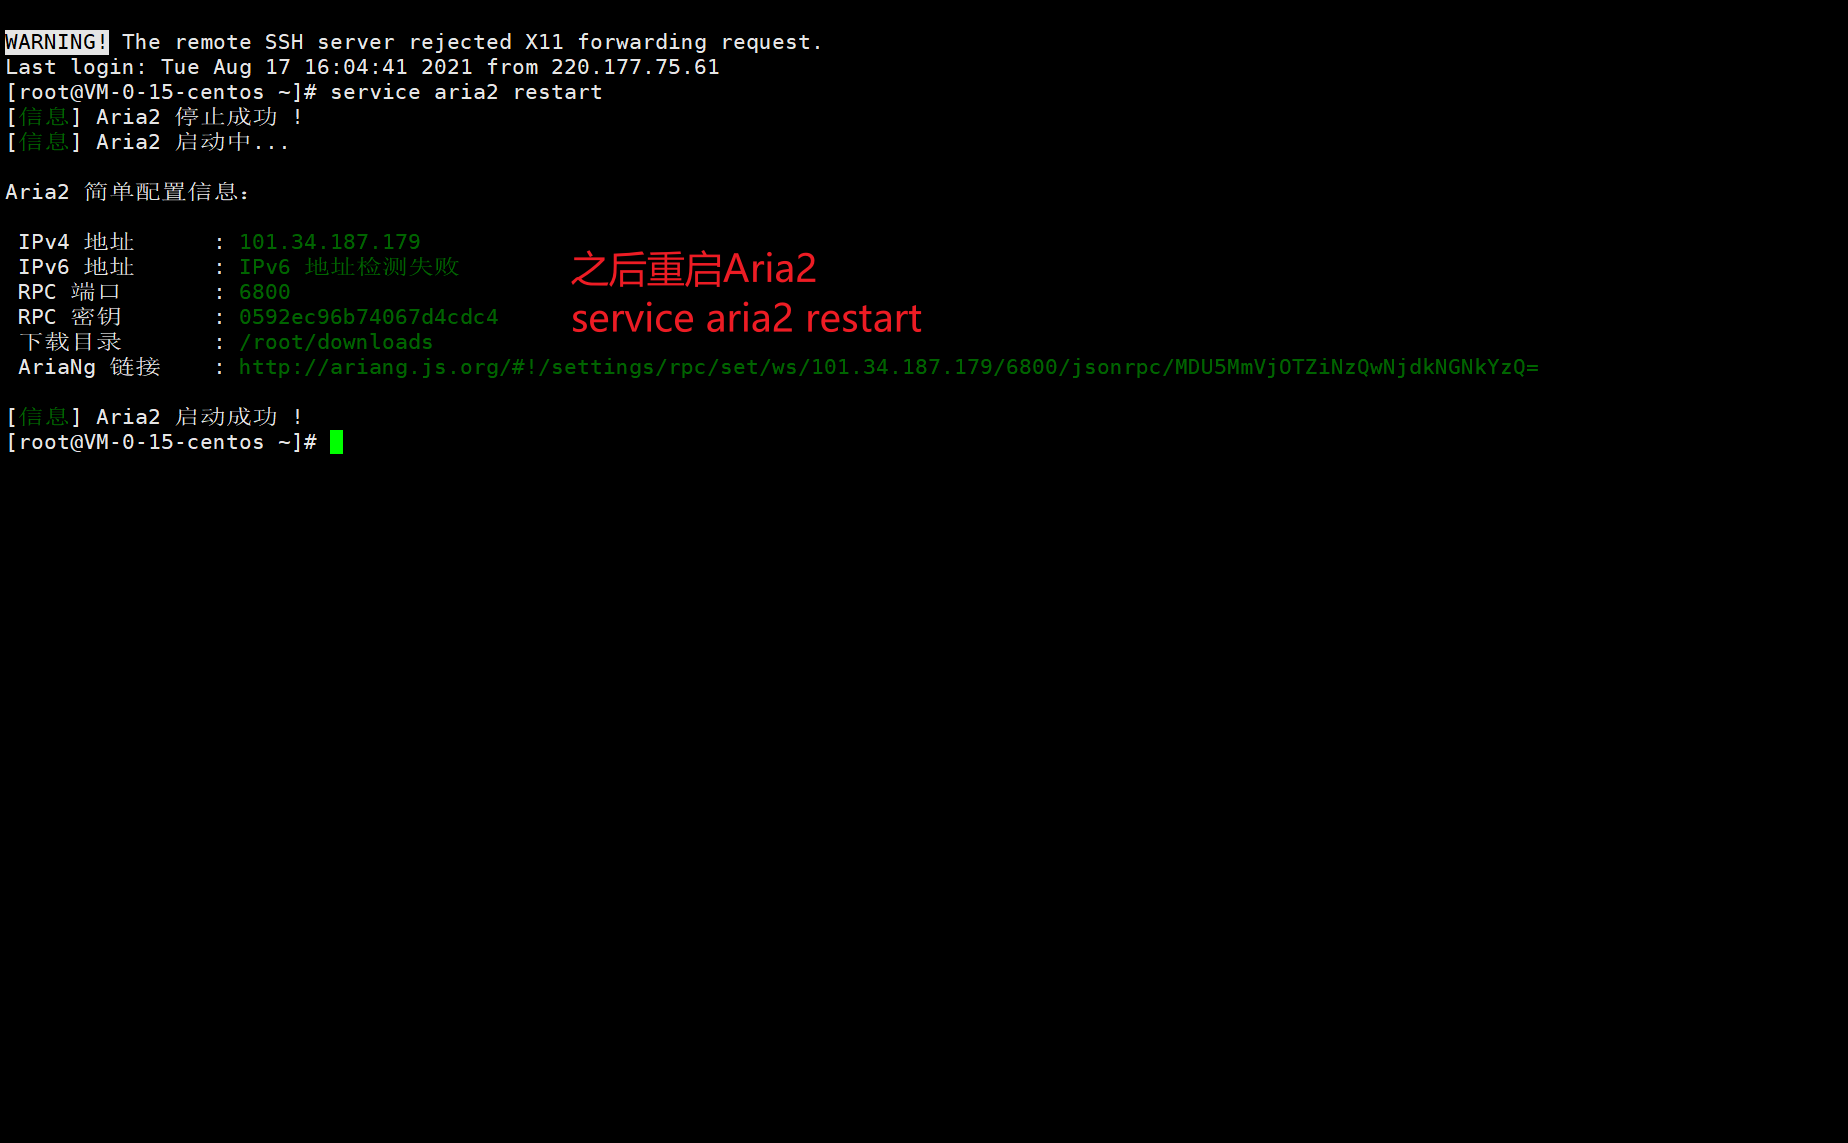 WARNING! The remote SSH server rejected X11 forwarding request.
Last login: Tue Aug 17 16:04:41 2021 from 220.177.75.61
[root@VM-0-15-centos ~]# service aria2 restart
[信息] Aria2 停止成功 !
[信息] Aria2 启动中...
Aria2 简单配置信息：
IPv4 地址 : 101.34.187.179
IPv6 地址 : IPv6 地址检测失败
RPC 端口 : 6800
RPC 密钥 : 0592ec96b74067d4cdc4
下载目录 : /root/downloads
AriaNg 链接 : http://ariang.js.org/#!/settings/rpc/set/ws/101.34.187.179/6800/jsonrpc/MDU5MmVjOTZiNzQwNjdkNGNkYzQ=
之后重启Aria2
service aria2 restart
[信息] Aria2 启动成功 !
[root@VM-0-15-centos ~]#